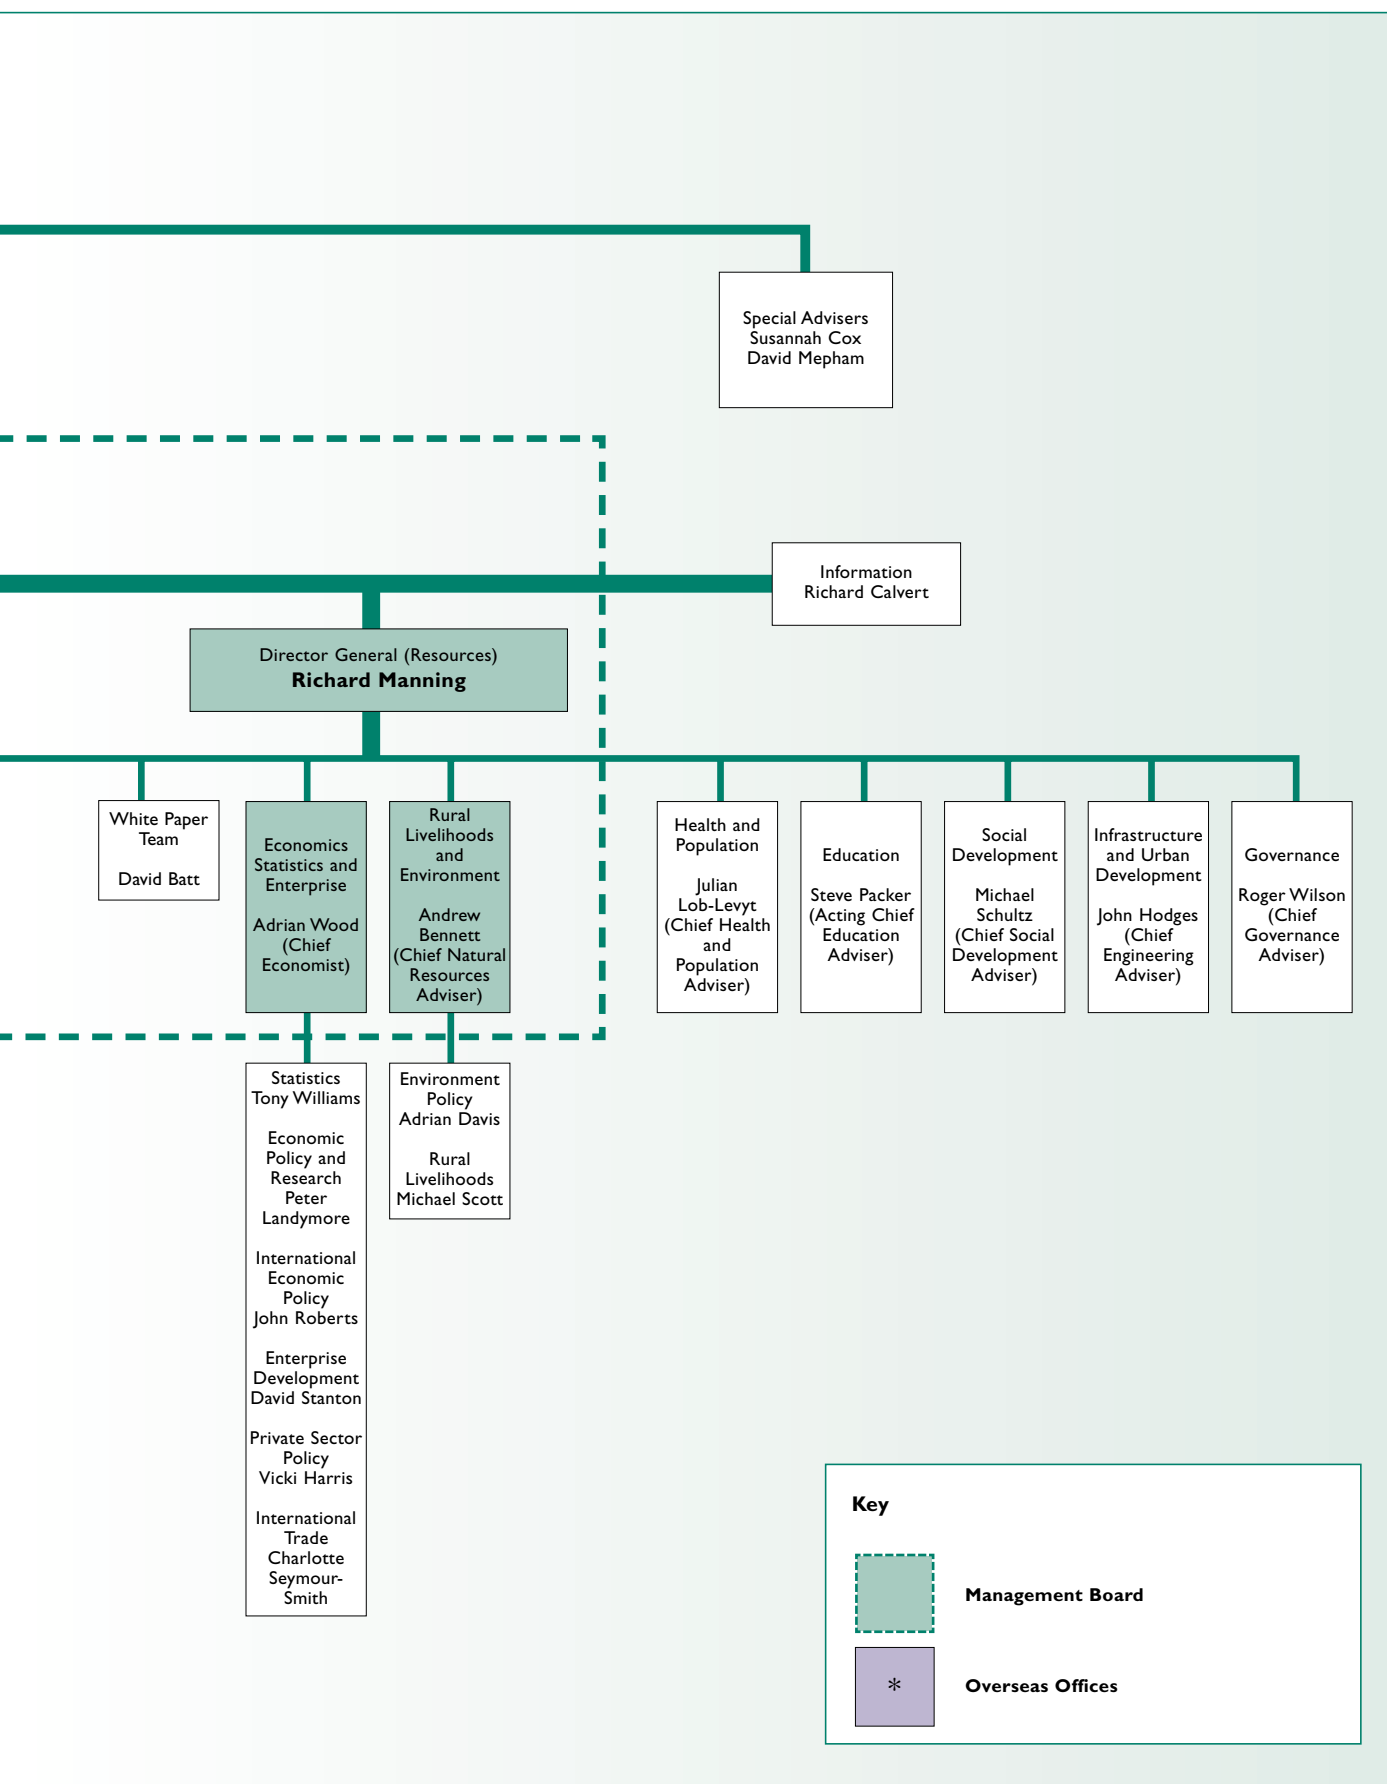 Special Advisers
Susannah Cox
David Mepham
Information
Richard Calvert
Director General (Resources)
Richard Manning
White Paper
Team
David Batt
Economics
Statistics and
Enterprise
Adrian Wood
(Chief
Economist)
Rural
Livelihoods
and
Environment
Andrew
Bennett
(Chief Natural
Resources
Adviser)
Health and
Population
Julian
Lob-Levyt
(Chief Health
and
Population
Adviser)
Education
Steve Packer
(Acting Chief
Education
Adviser)
Social
Development
Michael
Schultz
(Chief Social
Development
Adviser)
Infrastructure
and Urban
Development
John Hodges
(Chief
Engineering
Adviser)
Governance
Roger Wilson
(Chief
Governance
Adviser)
Statistics
Tony Williams
Economic
Policy and
Research
Peter
Landymore
International
Economic
Policy
John Roberts
Enterprise
Development
David Stanton
Private Sector
Policy
Vicki Harris
International
Trade
Charlotte
Seymour-
Smith
Environment
Policy
Adrian Davis
Rural
Livelihoods
Michael Scott
Key
Management Board
*
Overseas Offices